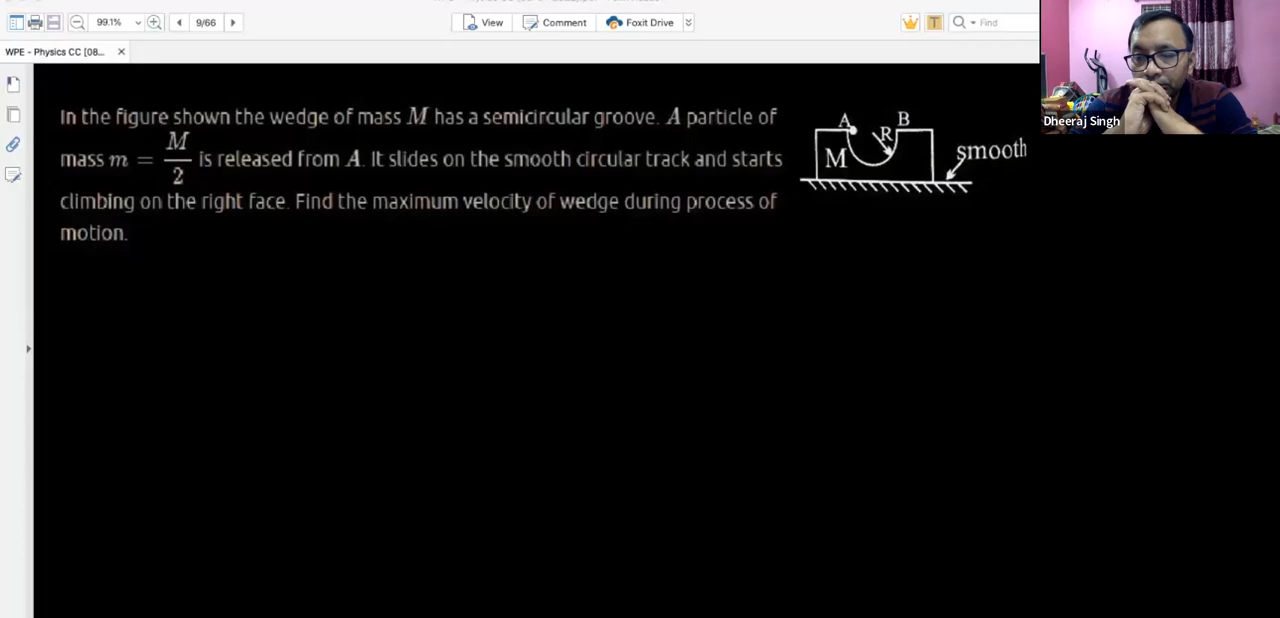 99.1%
9/66
View
Comment
Foxit Drive
T
Find
WPE - Physics CC [08...
Dheeraj Singh
In the figure shown the wedge of mass M has a semicircular groove. A particle of
mass m = M/2 is released from A. It slides on the smooth circular track and starts
climbing on the right face. Find the maximum velocity of wedge during process of
motion.
A B
R
M
smooth